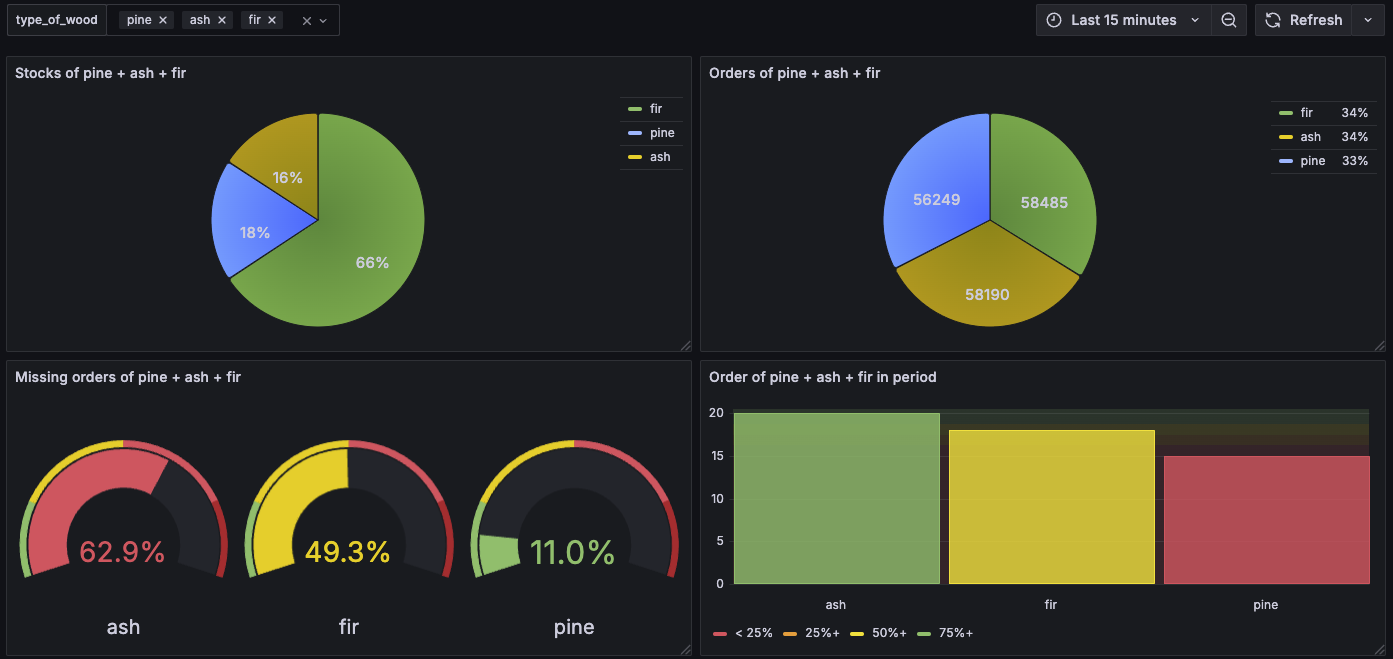 type_of_wood pine ash fir Last 15 minutes Refresh
Stocks of pine + ash + fir
fir
pine
ash
16%
18%
66%
Orders of pine + ash + fir
fir 34%
ash 34%
pine 33%
56249
58485
58190
Missing orders of pine + ash + fir
62.9%
49.3%
11.0%
ash
fir
pine
Order of pine + ash + fir in period
20
15
10
5
0
ash fir pine
< 25% 25%+ 50%+ 75%+